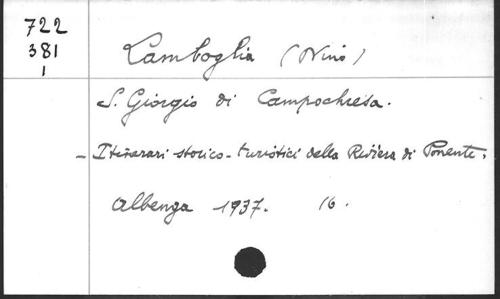 722
381
1
Lamboglia (Nino)
S. Giorgio di Campochiesa.
- Itinerari storico-turistici della Riviera di Ponente.
Albenga 1937. 16.